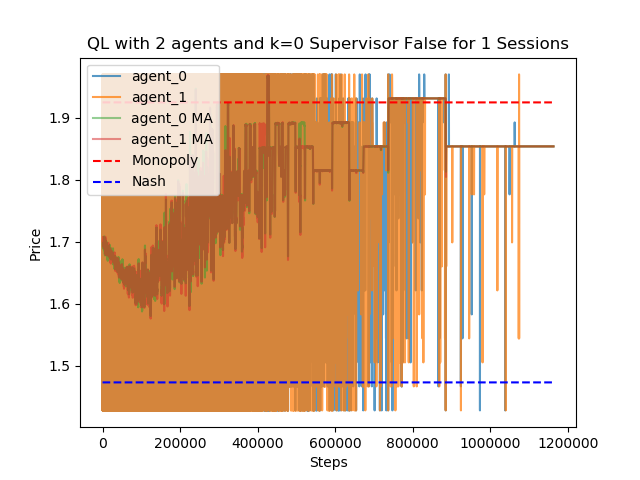 QL with 2 agents and k=0 Supervisor False for 1 Sessions
agent_0
agent_1
agent_0 MA
agent_1 MA
Monopoly
Nash
Price
1.9
1.8
1.7
1.6
1.5
0
200000
400000
600000
800000
1000000
1200000
Steps